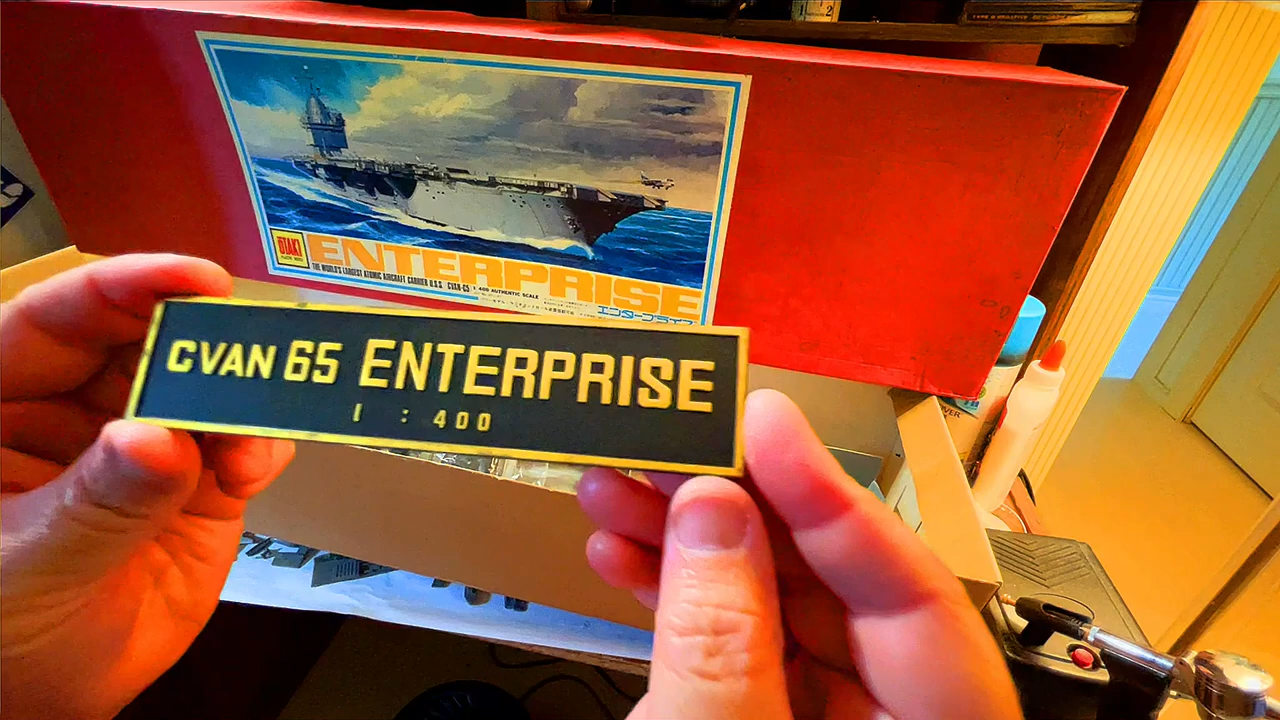 OTAKI
ENTERPRISE
THE WORLD'S LARGEST ATOMIC AIRCRAFT CARRIER U.S.S. CVAN-65 1:400 AUTHENTIC SCALE
エンタープライズ
CVAN 65 ENTERPRISE
1 : 400